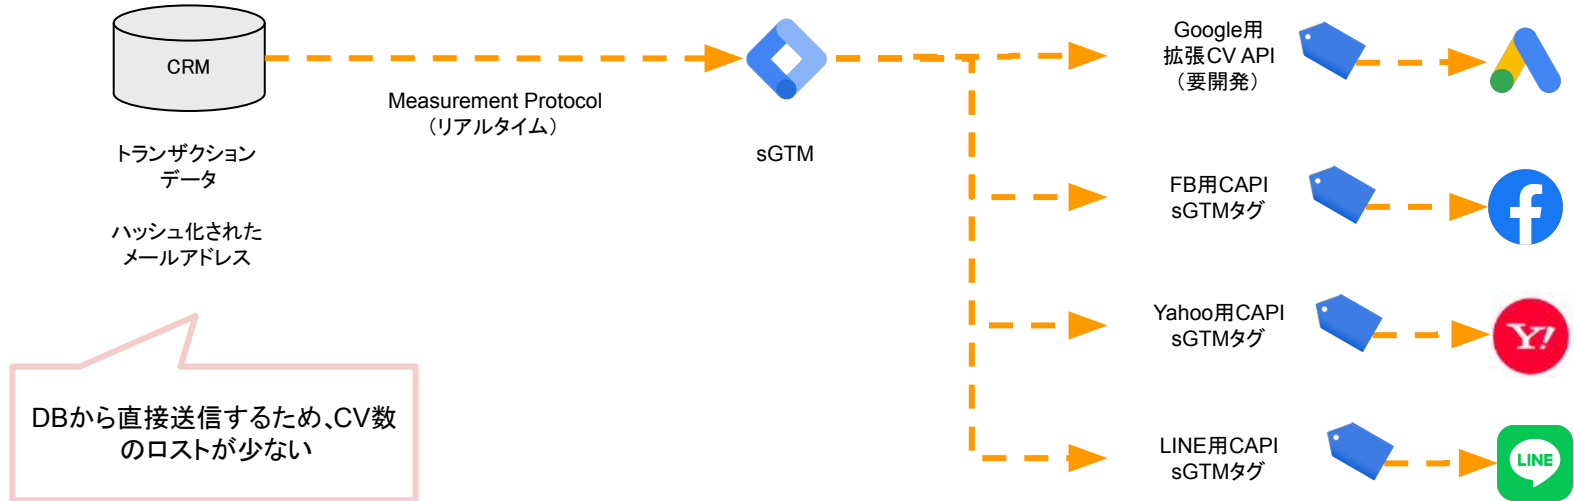 CRM
トランザクション
データ
ハッシュ化された
メールアドレス
DBから直接送信するため、CV数
のロストが少ない
Measurement Protocol
（リアルタイム）
sGTM
Google用
拡張CV API
（要開発）
FB用CAPI
sGTMタグ
Yahoo用CAPI
sGTMタグ
Y!
LINE用CAPI
sGTMタグ
LINE